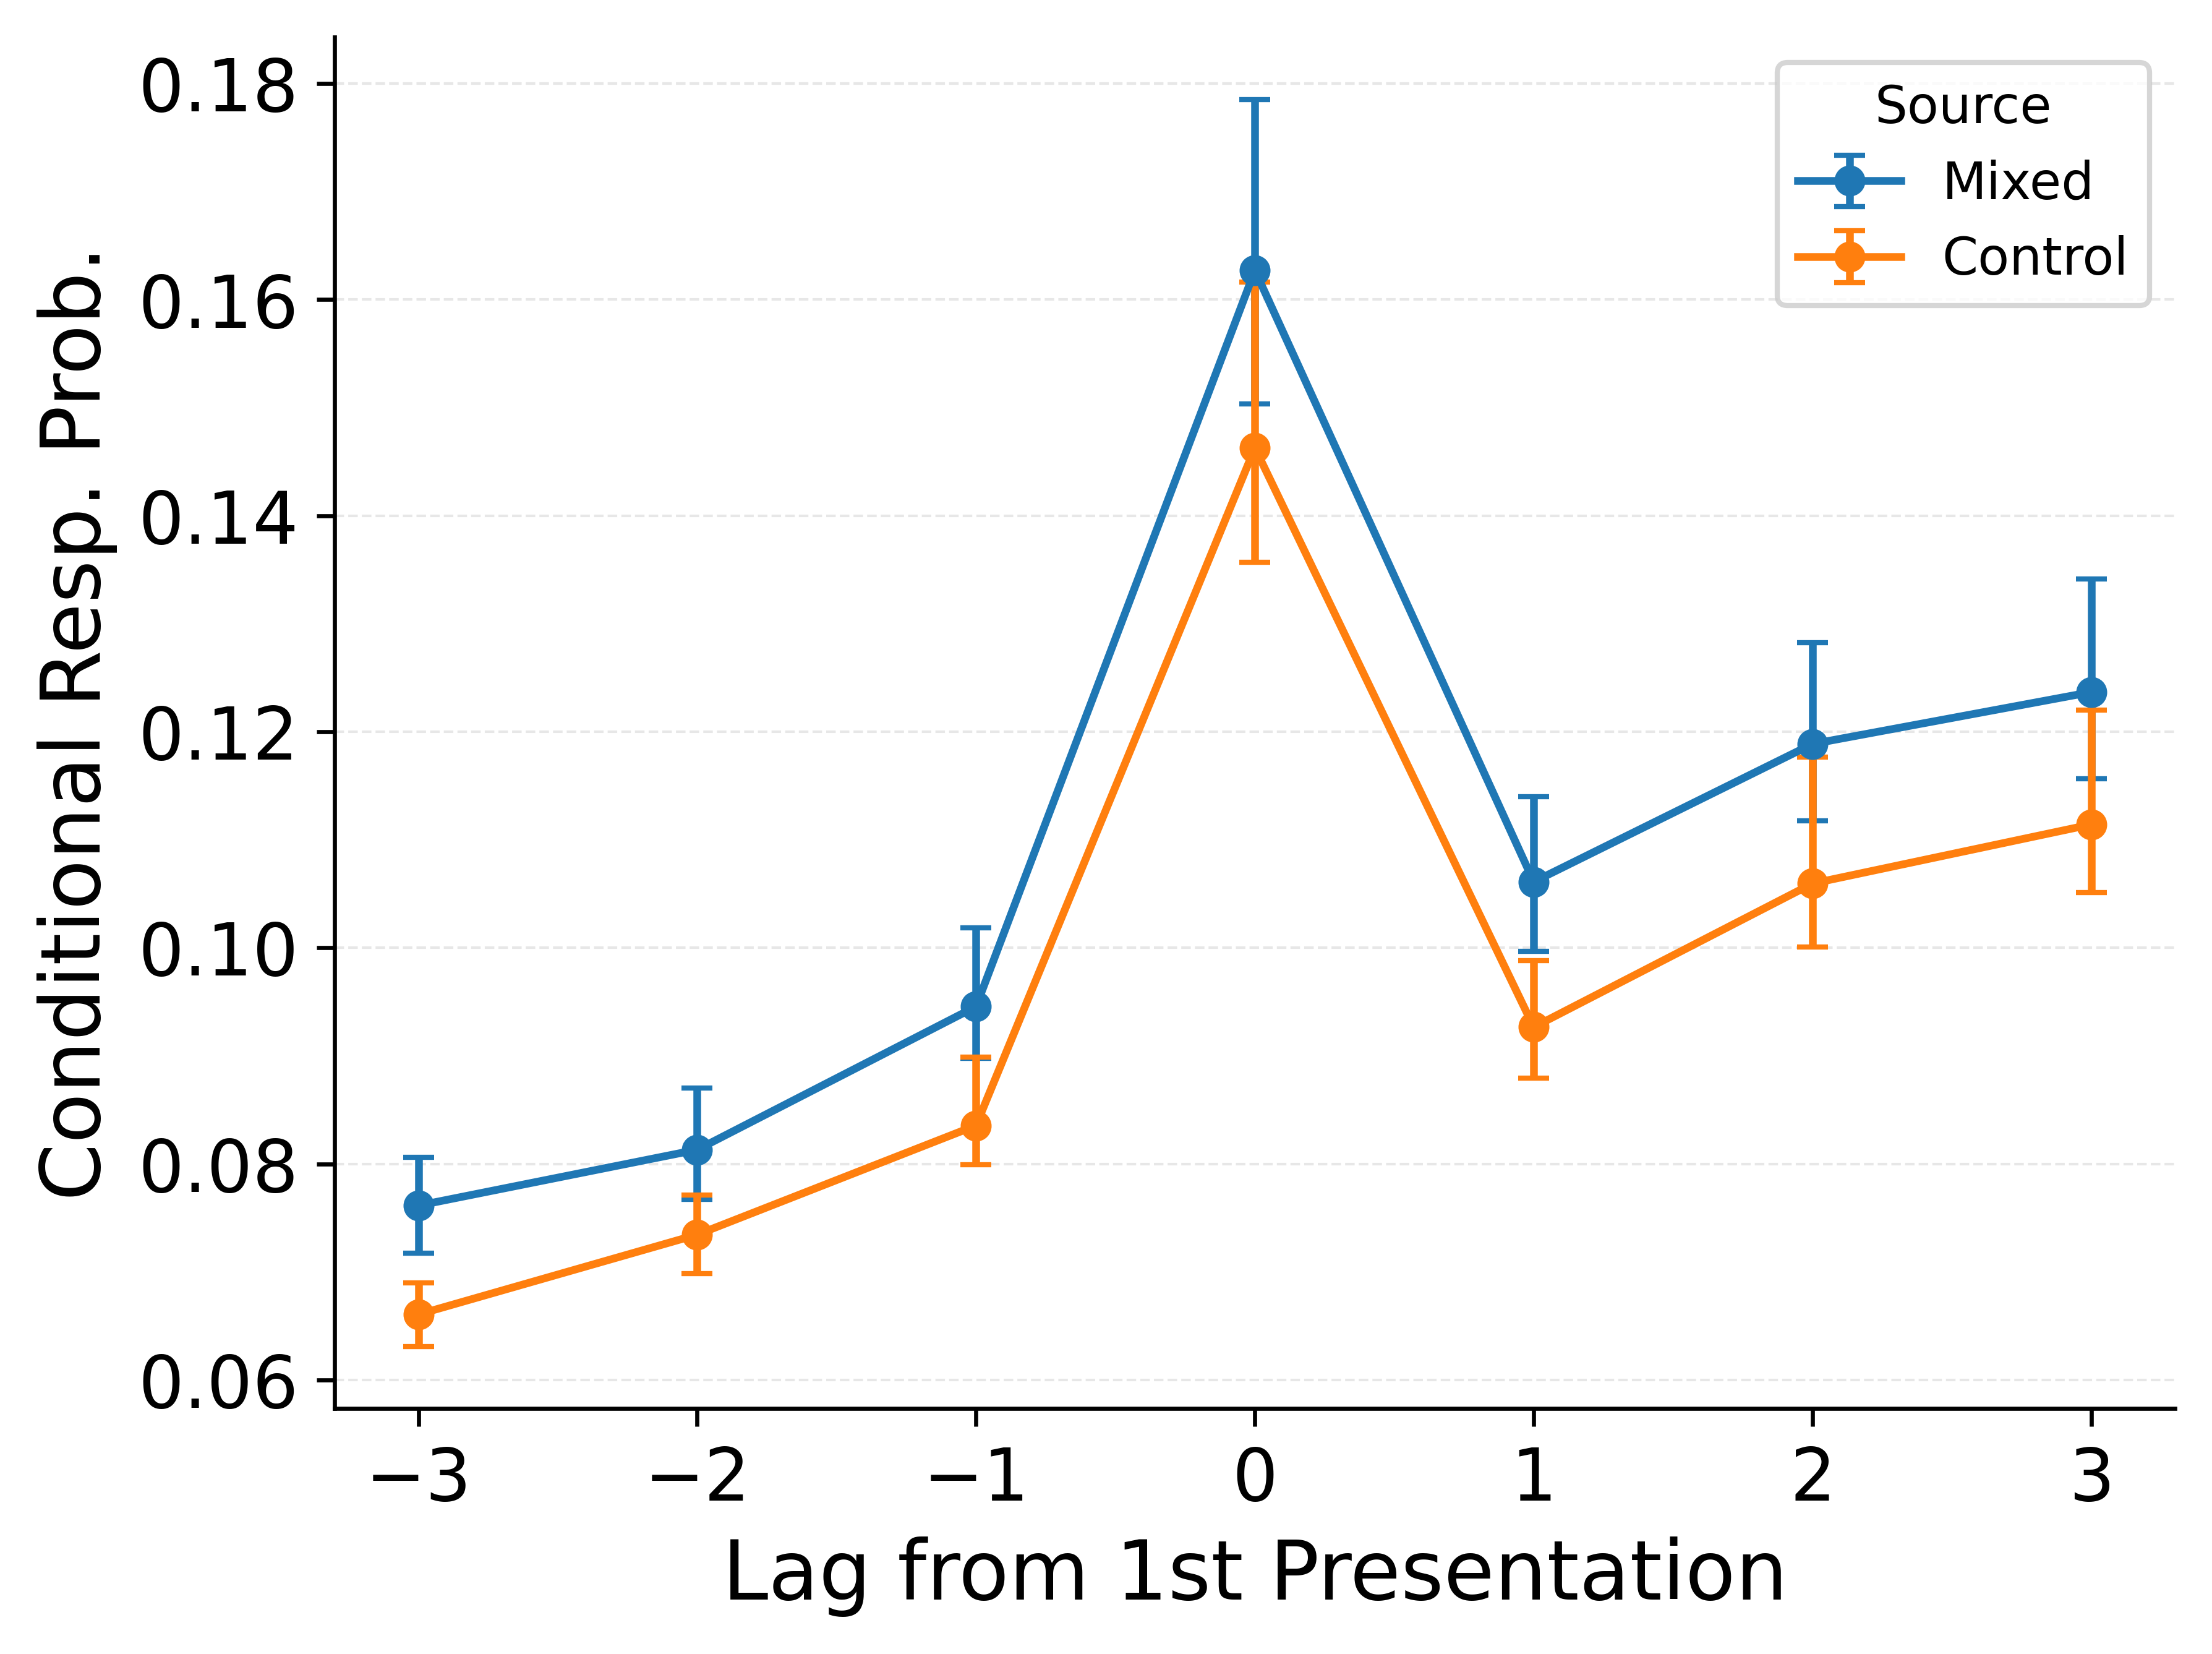 Conditional Resp. Prob.
0.18
0.16
0.14
0.12
0.10
0.08
0.06
Source
Mixed
Control
−3 −2 −1 0 1 2 3
Lag from 1st Presentation